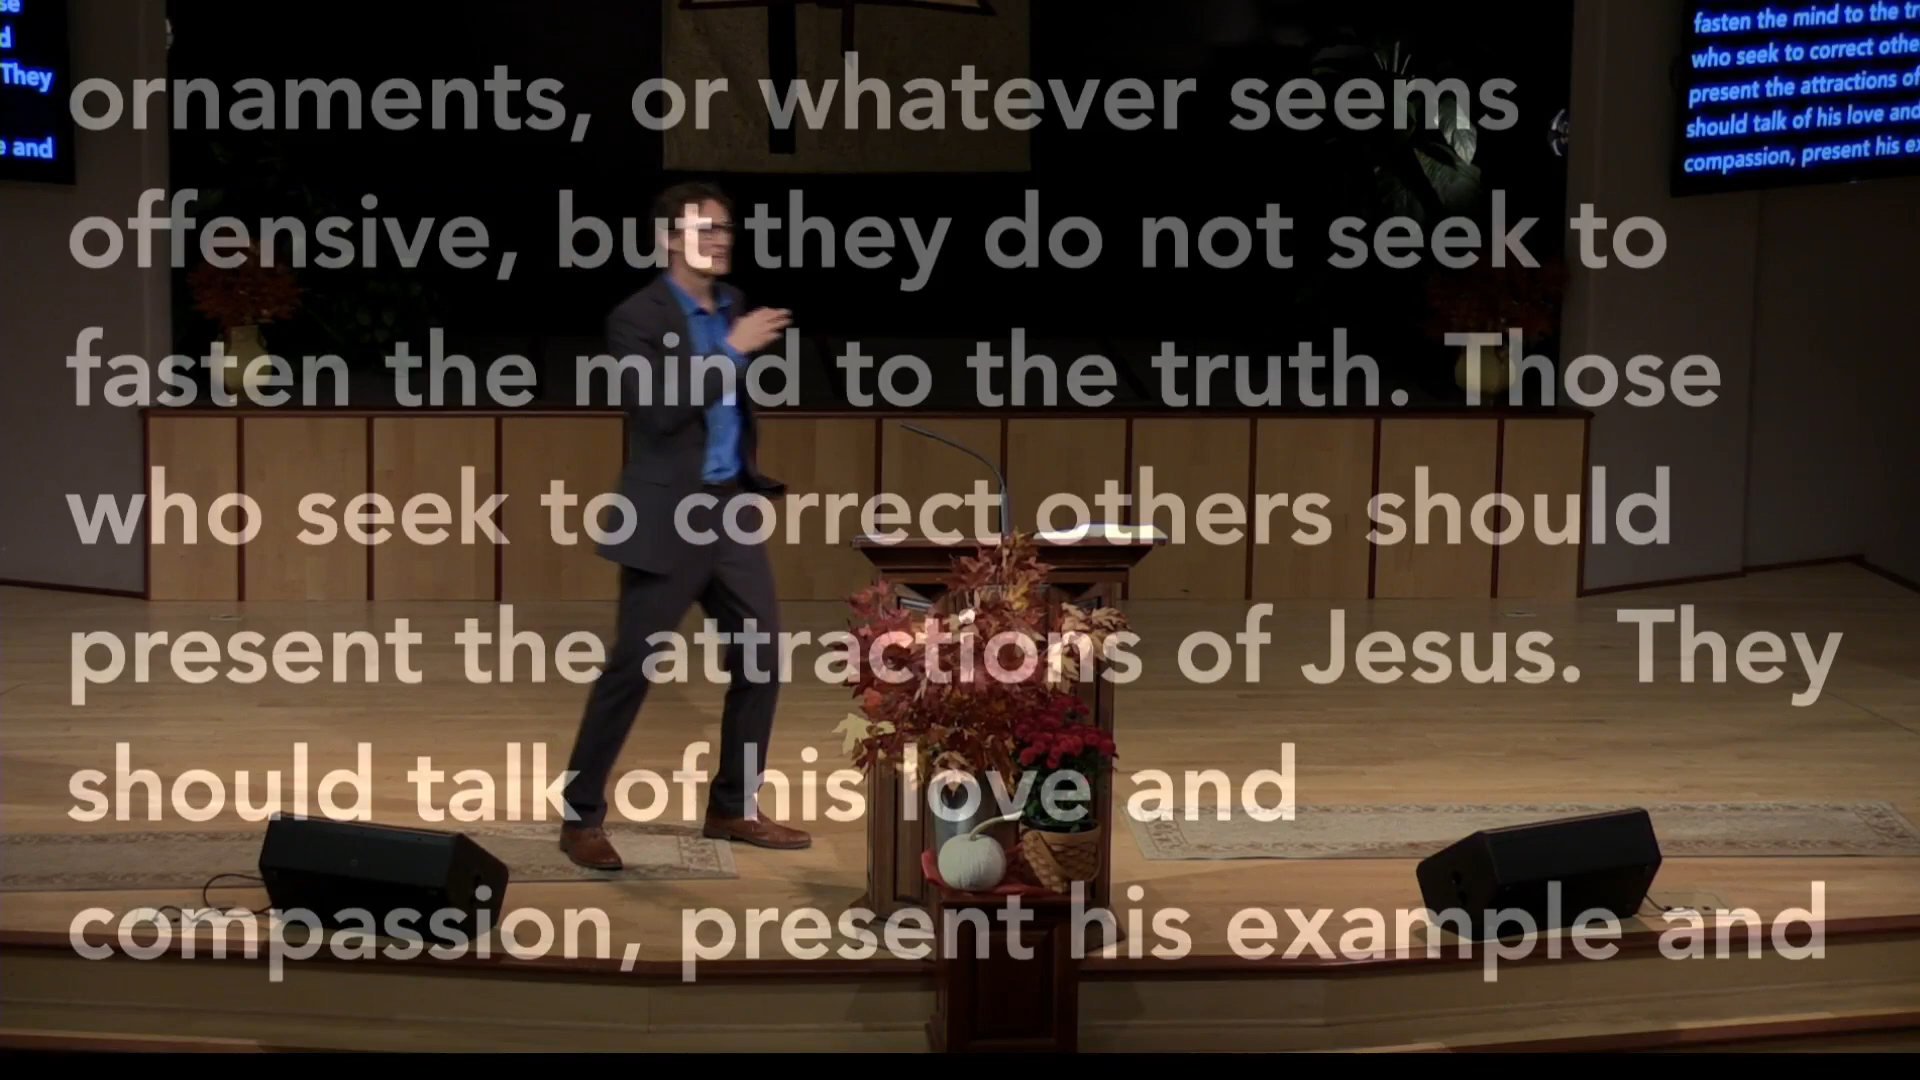 ornaments, or whatever seems
offensive, but they do not seek to
fasten the mind to the truth. Those
who seek to correct others should
present the attractions of Jesus. They
should talk of his love and
compassion, present his example and
They
and
fasten the mind to the
who seek to correct
present the attractions of
should talk of his love and
compassion, present his